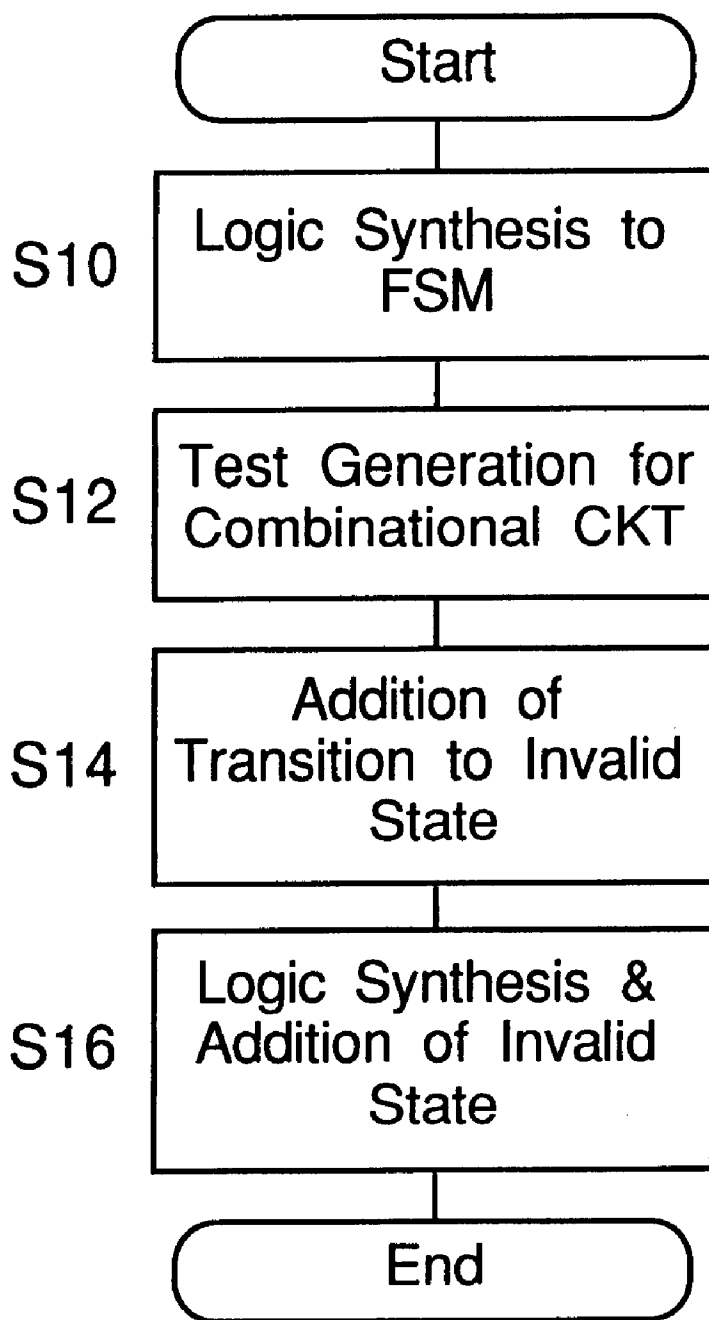 Start
S10
Logic Synthesis to
FSM
S12
Test Generation for
Combinational CKT
S14
Addition of
Transition to Invalid
State
S16
Logic Synthesis &
Addition of Invalid
State
End